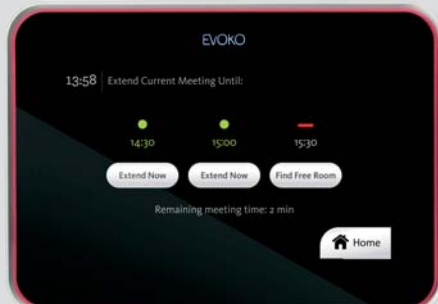 EVOKO
13:58 Extend Current Meeting Until:
14:30 15:00 15:30
Extend Now Extend Now Find Free Room
Remaining meeting time: 2 min
Home